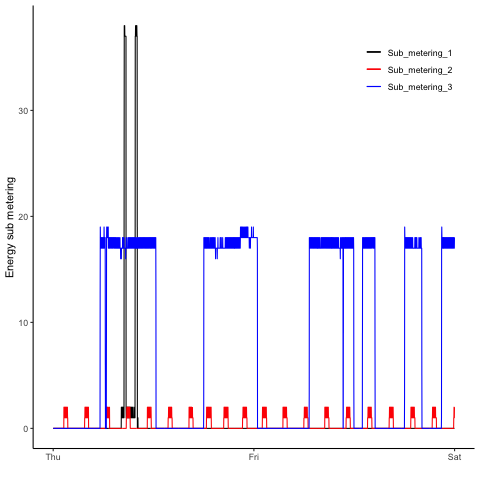 Sub_metering_1
Sub_metering_2
Sub_metering_3
Energy sub metering
30
20
10
0
Thu Fri Sat